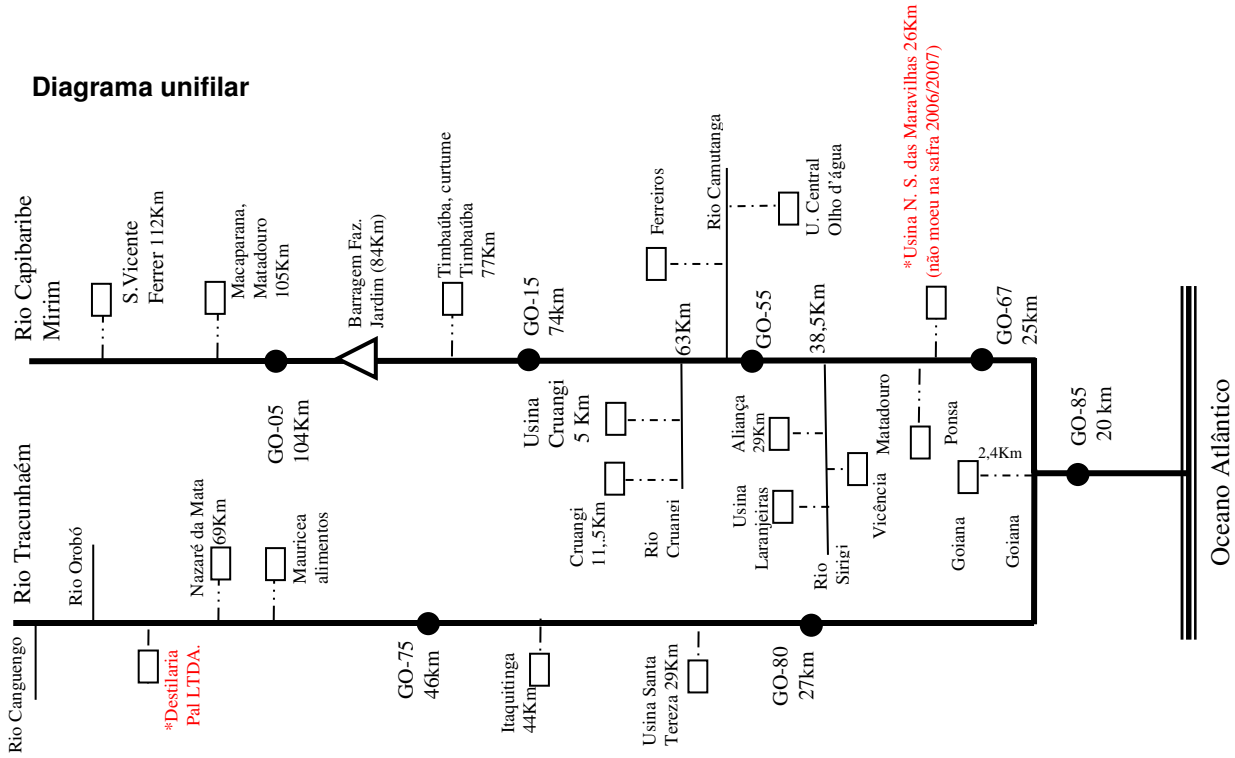 Diagrama unifilar
Rio Capibaribe
Mirim
S.Vicente
Ferrer 112Km
Macaparana,
Matadouro
105Km
GO-05
104Km
Barragem Faz.
Jardim (84Km)
Timbaúba, curtume
Timbaúba
77Km
GO-15
74km
Usina
Cruangi
5 Km
Cruangi
11,5Km
Rio
Cruangi
63Km
Ferreiros
Rio Camutanga
U. Central
Olho d'água
GO-55
38,5Km
Aliança
29Km
Usina
Laranjeiras
Rio
Sirigi
Vicência
Matadouro
Ponsa
*Usina N. S. das Maravilhas 26Km
(não moeu na safra 2006/2007)
GO-67
25km
Goiana
2,4Km
Goiana
GO-85
20 km
Oceano Atlântico
Rio Tracunhaém
Rio Canguengo
Rio Orobó
*Destilaria
Pal LTDA.
Nazaré da Mata
69Km
Mauricea
alimentos
GO-75
46km
Itaquitinga
44Km
Usina Santa
Tereza 29Km
GO-80
27km